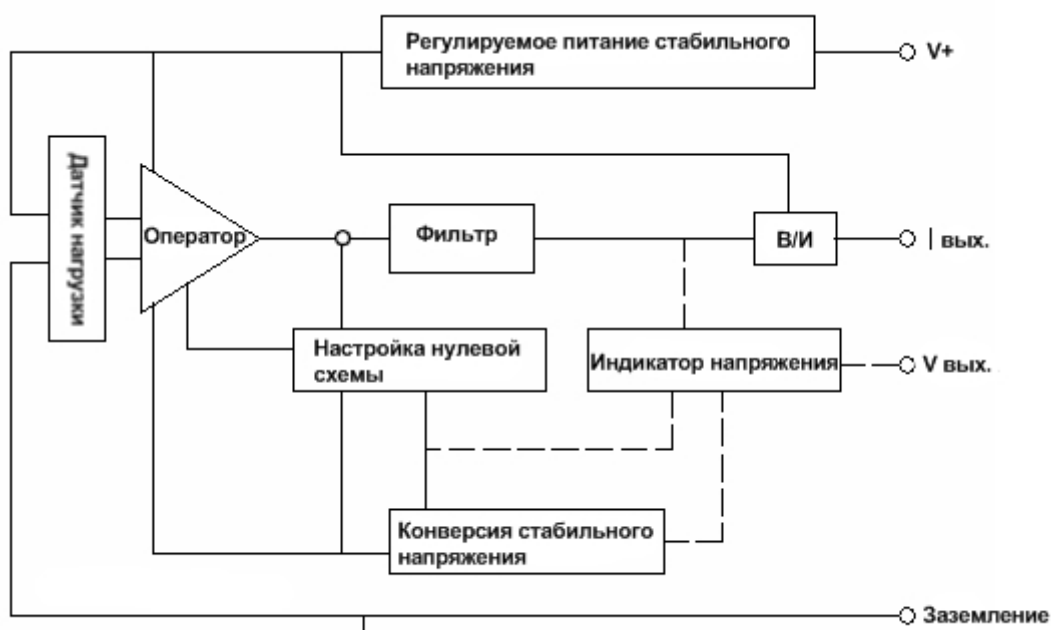 Регулируемое питание стабильного
напряжения
V+
Датчик нагрузки
Оператор
Фильтр
В/И
I вых.
Настройка нулевой
схемы
Индикатор напряжения
V вых.
Конверсия стабильного
напряжения
Заземление